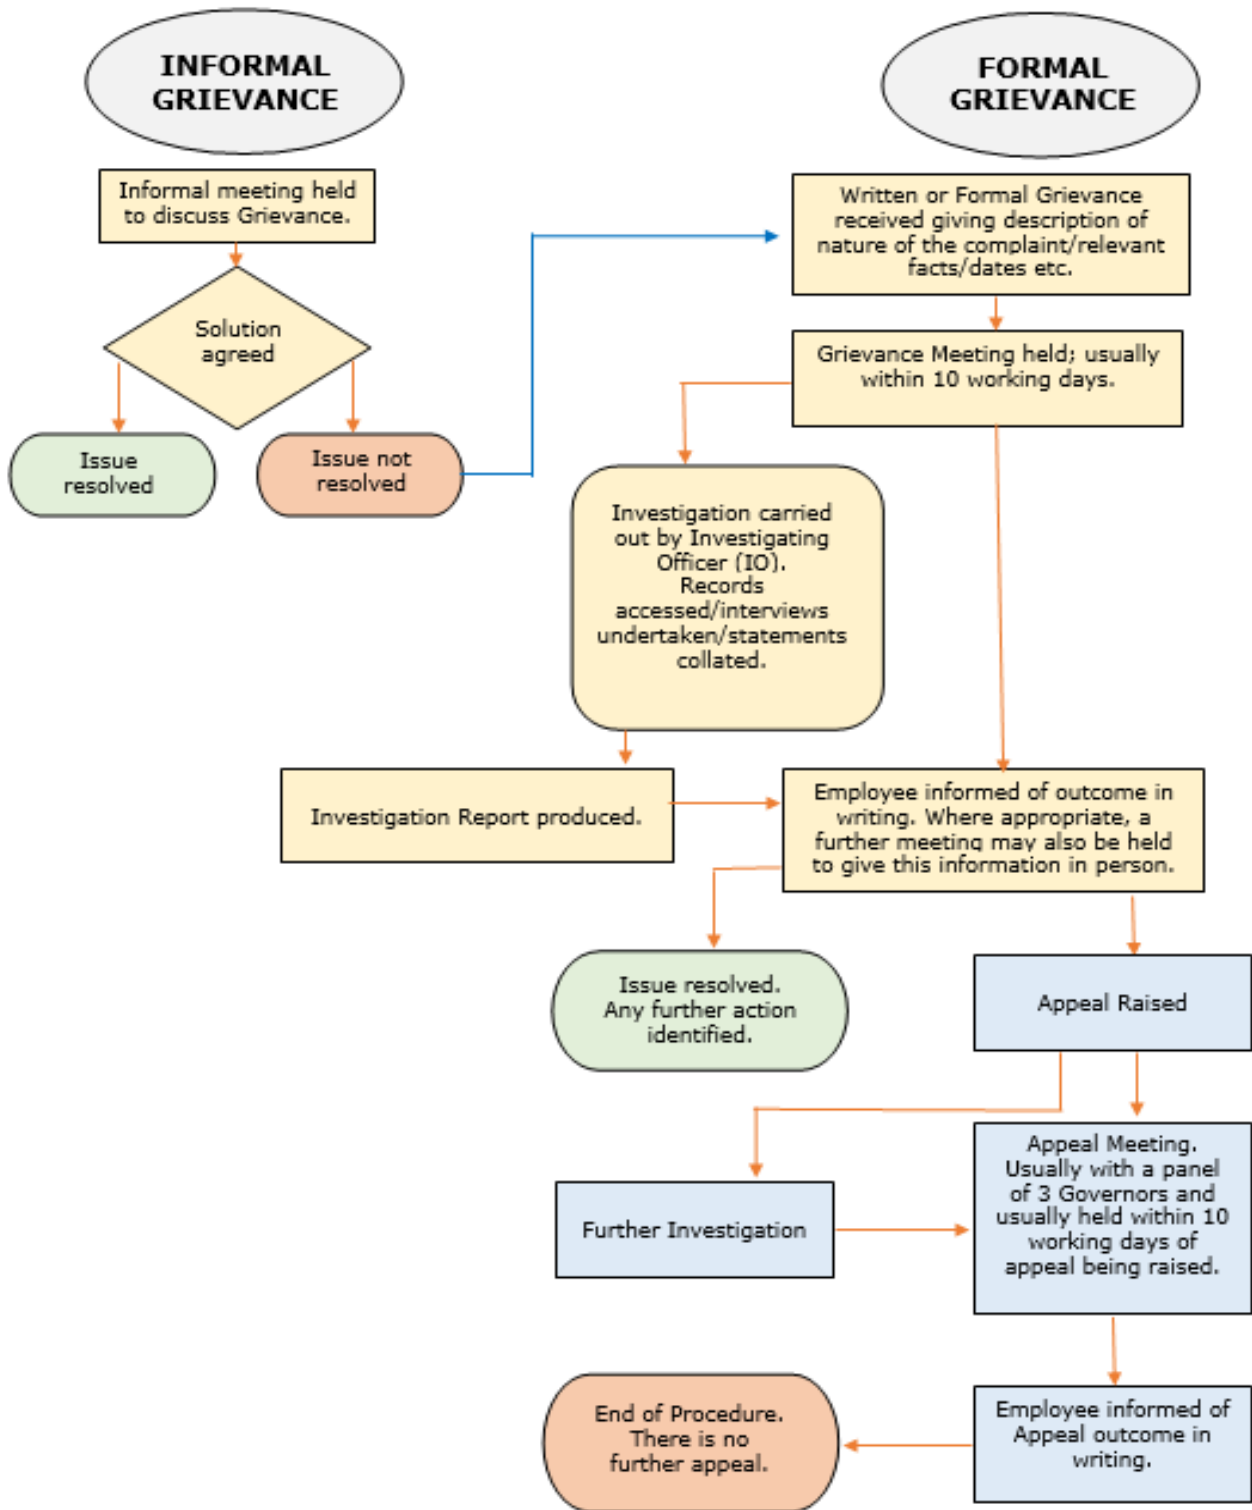 INFORMAL
GRIEVANCE
Informal meeting held
to discuss Grievance.
Solution
agreed
Issue
resolved
Issue not
resolved
FORMAL
GRIEVANCE
Written or Formal Grievance
received giving description of
nature of the complaint/relevant
facts/dates etc.
Grievance Meeting held; usually
within 10 working days.
Investigation carried
out by Investigating
Officer (IO).
Records
accessed/interviews
undertaken/statements
collated.
Investigation Report produced.
Employee informed of outcome in
writing. Where appropriate, a
further meeting may also be held
to give this information in person.
Issue resolved.
Any further action
identified.
Appeal Raised
Further Investigation
Appeal Meeting.
Usually with a panel
of 3 Governors and
usually held within 10
working days of
appeal being raised.
Employee informed of
Appeal outcome in
writing.
End of Procedure.
There is no
further appeal.